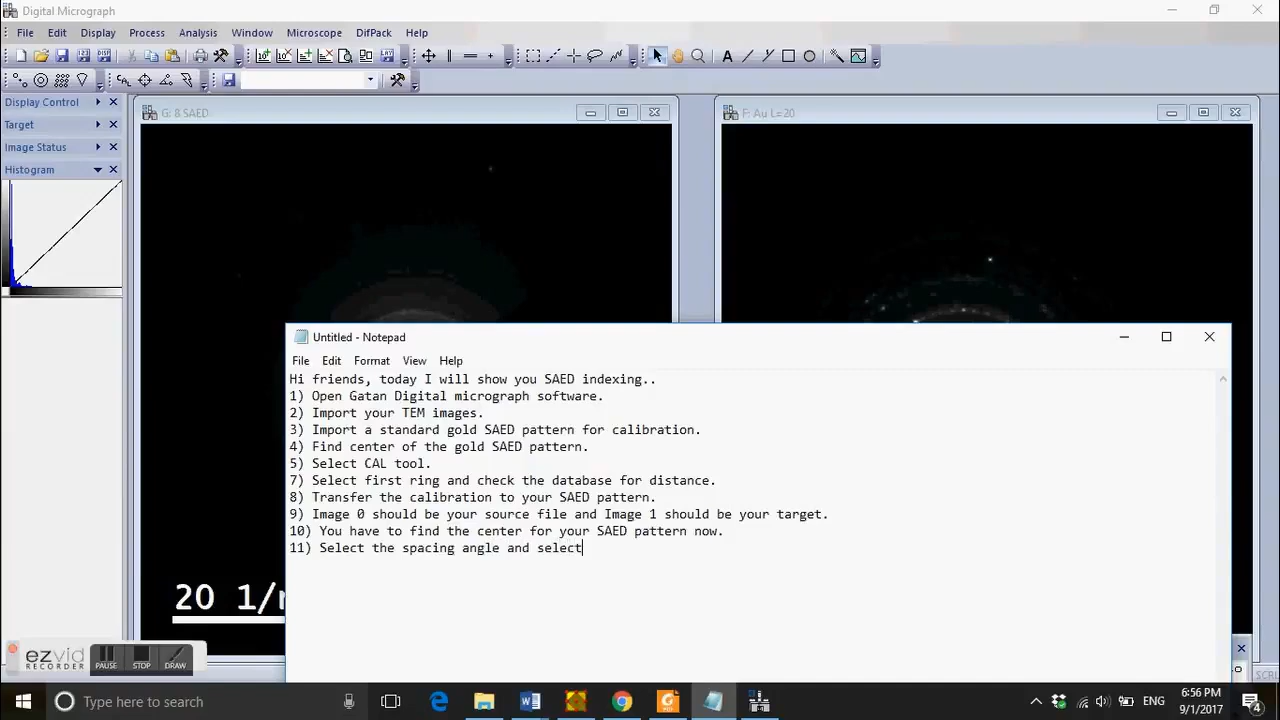 Digital Micrograph
File Edit Display Process Analysis Window Microscope DifPack Help
Display Control
Target
Image Status
Histogram
G: 8 SAED
F: Au L=20
Untitled - Notepad
File Edit Format View Help
Hi friends, today I will show you SAED indexing..
1) Open Gatan Digital micrograph software.
2) Import your TEM images.
3) Import a standard gold SAED pattern for calibration.
4) Find center of the gold SAED pattern.
5) Select CAL tool.
7) Select first ring and check the database for distance.
8) Transfer the calibration to your SAED pattern.
9) Image 0 should be your source file and Image 1 should be your target.
10) You have to find the center for your SAED pattern now.
11) Select the spacing angle and select
20 1/
ezvid
RECORDER
PAUSE STOP DRAW
Type here to search
ENG
6:56 PM
9/1/2017
4